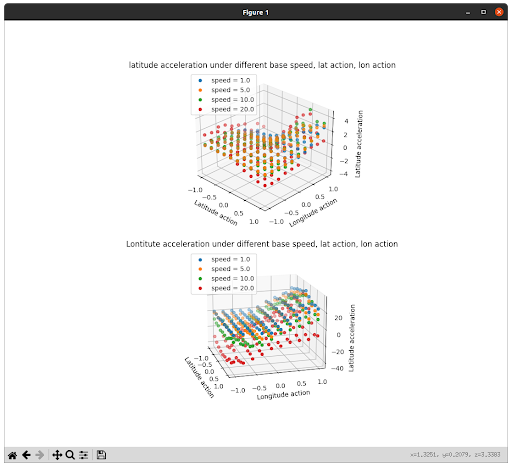 Figure 1
latitude acceleration under different base speed, lat action, lon action
speed = 1.0
speed = 5.0
speed = 10.0
speed = 20.0
4
2
0
−2
−4
Latitude acceleration
−1.0
−0.5
0.0
0.5
1.0
Latitude action
−1.0
−0.5
0.0
0.5
1.0
Longitude action
Lontitute acceleration under different base speed, lat action, lon action
speed = 1.0
speed = 5.0
speed = 10.0
speed = 20.0
20
0
−20
−40
Latitude acceleration
−1.0
−0.5
0.0
0.5
1.0
Latitude action
−1.0
−0.5
0.0
0.5
1.0
Longitude action
x=1.3251, y=0.2079, z=3.3383